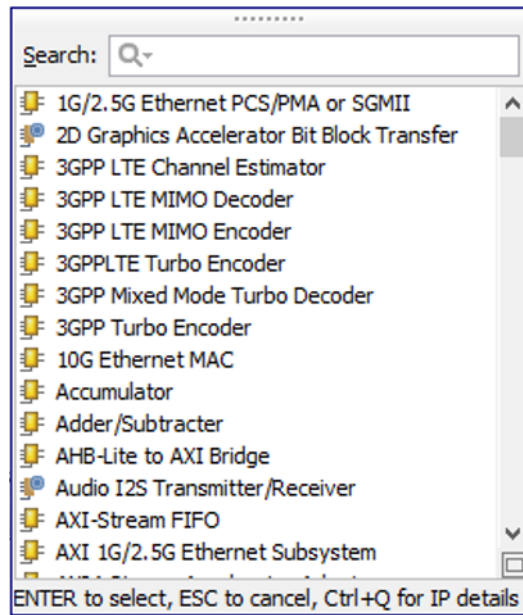 Search:
1G/2.5G Ethernet PCS/PMA or SGMII
2D Graphics Accelerator Bit Block Transfer
3GPP LTE Channel Estimator
3GPP LTE MIMO Decoder
3GPP LTE MIMO Encoder
3GPPLTE Turbo Encoder
3GPP Mixed Mode Turbo Decoder
3GPP Turbo Encoder
10G Ethernet MAC
Accumulator
Adder/Subtracter
AHB-Lite to AXI Bridge
Audio I2S Transmitter/Receiver
AXI-Stream FIFO
AXI 1G/2.5G Ethernet Subsystem
ENTER to select, ESC to cancel, Ctrl+Q for IP details